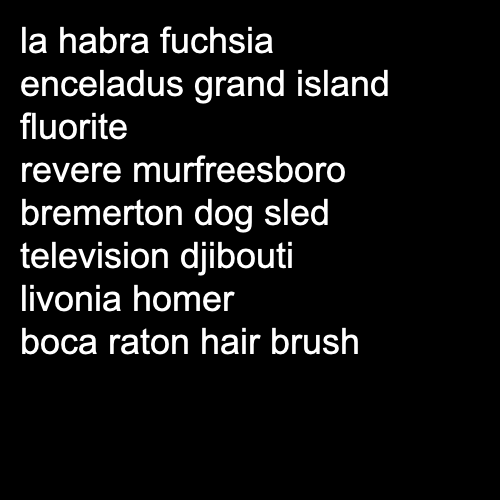 la habra fuchsia
enceladus grand island
fluorite
revere murfreesboro
bremerton dog sled
television djibouti
livonia homer
boca raton hair brush